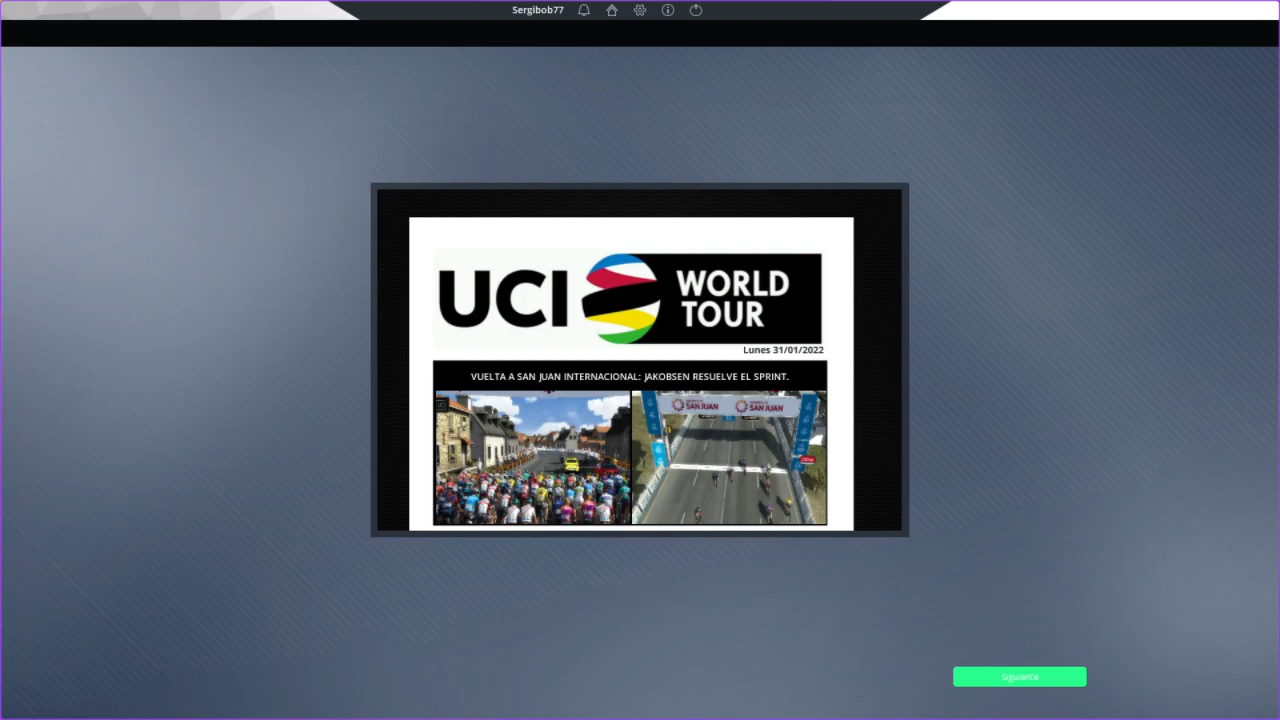 Sergibob77
UCI WORLD TOUR
Lunes 31/01/2022
VUELTA A SAN JUAN INTERNACIONAL: JAKOBSEN RESUELVE EL SPRINT.
SAN JUAN SAN JUAN
Siguiente